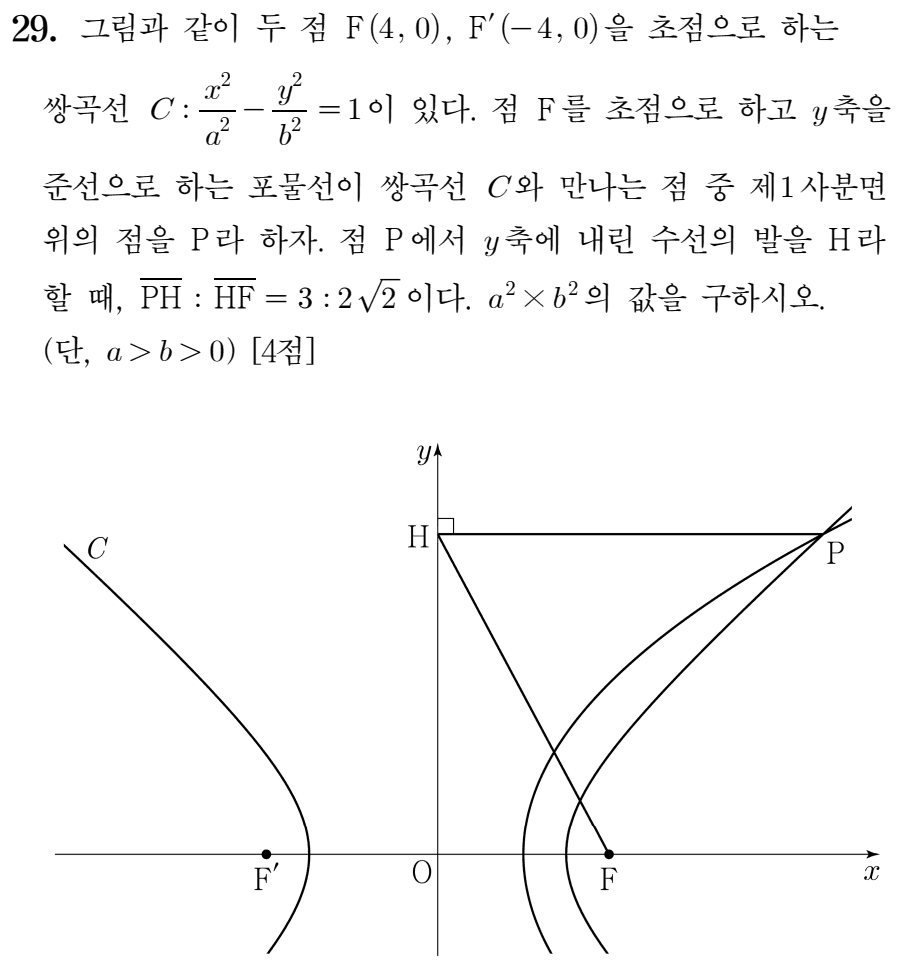 29. 그림과 같이 두 점 F(4, 0), F′(−4, 0)을 초점으로 하는
쌍곡선 C : x²/a² − y²/b² = 1이 있다. 점 F를 초점으로 하고 y축을
준선으로 하는 포물선이 쌍곡선 C와 만나는 점 중 제1사분면
위의 점을 P라 하자. 점 P에서 y축에 내린 수선의 발을 H라
할 때, P̅H̅ : H̅F̅ = 3 : 2√2 이다. a² × b²의 값을 구하시오.
(단, a > b > 0) [4점]
y
H
C
P
F′
O
F
x